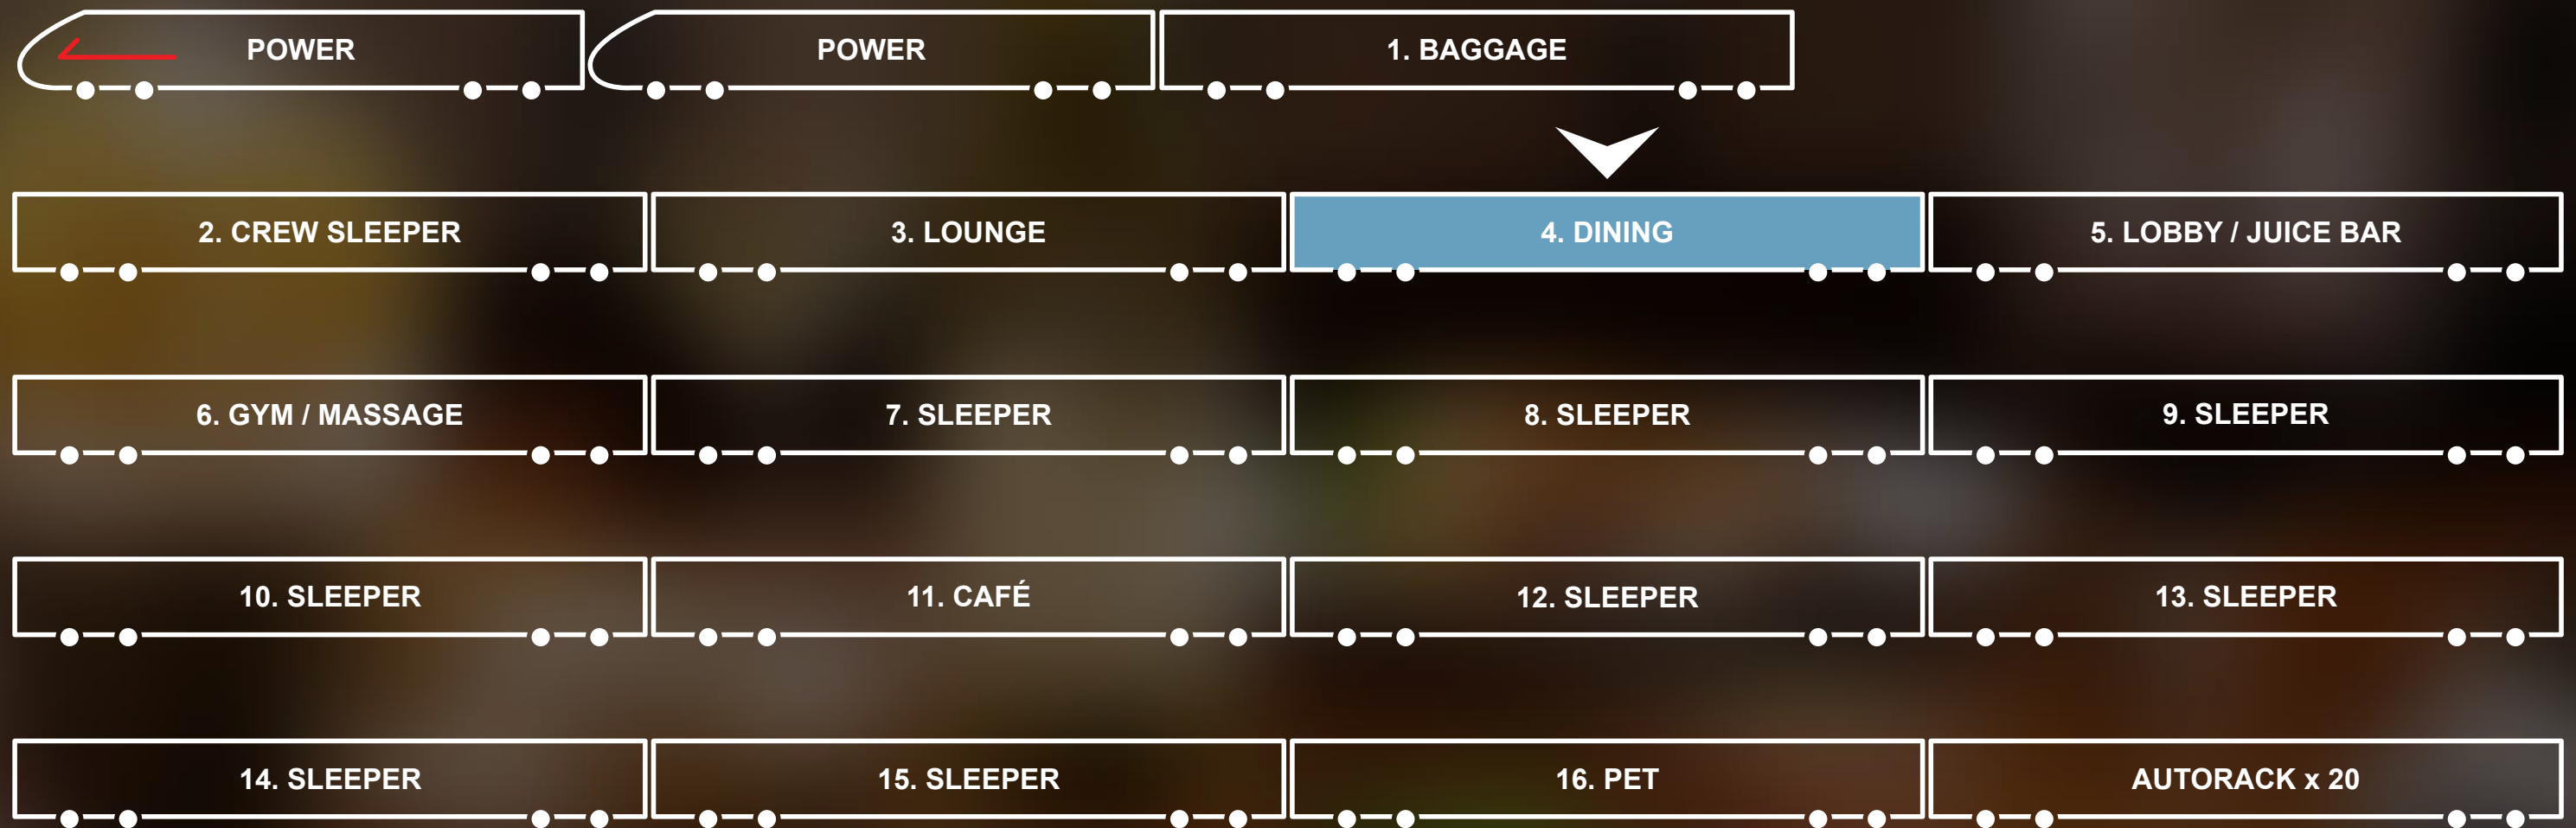 POWER
POWER
1. BAGGAGE
2. CREW SLEEPER
3. LOUNGE
4. DINING
5. LOBBY / JUICE BAR
6. GYM / MASSAGE
7. SLEEPER
8. SLEEPER
9. SLEEPER
10. SLEEPER
11. CAFÉ
12. SLEEPER
13. SLEEPER
14. SLEEPER
15. SLEEPER
16. PET
AUTORACK x 20